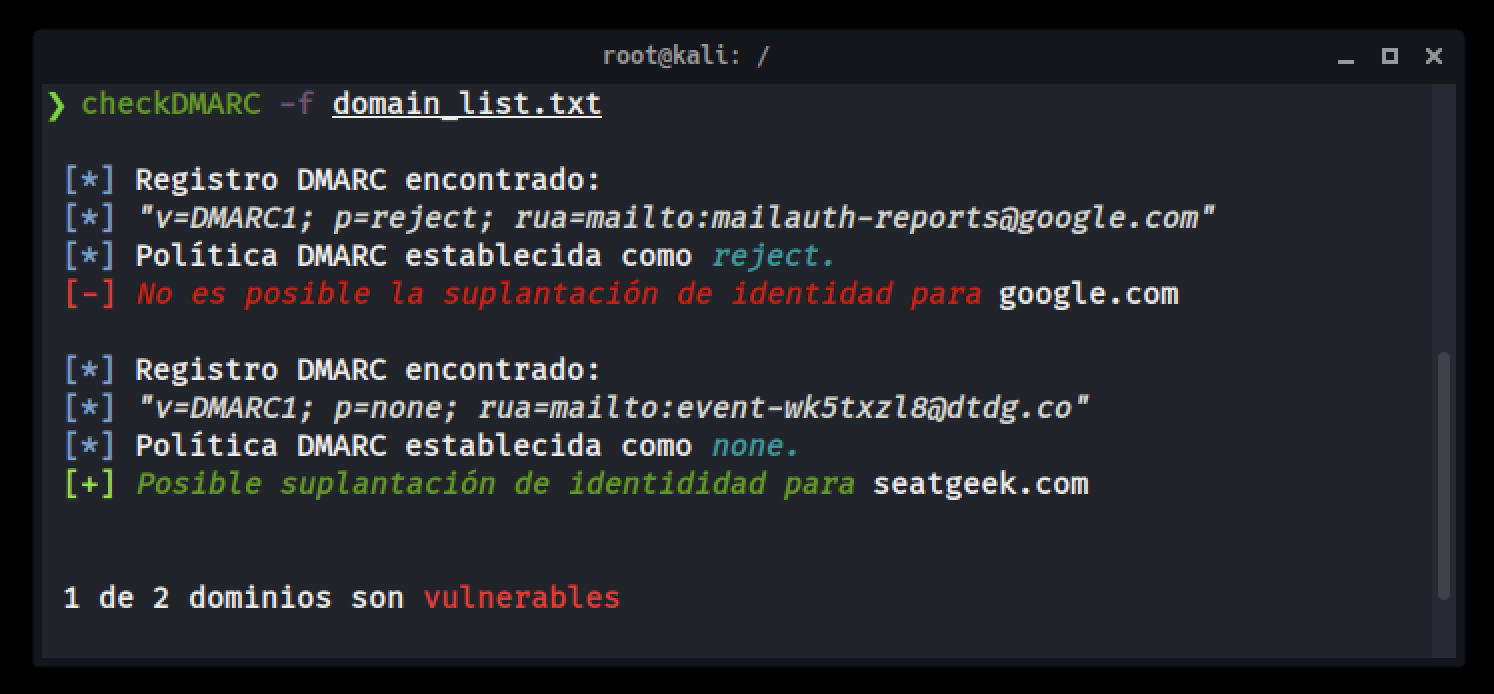 root@kali: /
❯ checkDMARC -f domain_list.txt
[*] Registro DMARC encontrado:
[*] "v=DMARC1; p=reject; rua=mailto:mailauth-reports@google.com"
[*] Política DMARC establecida como reject.
[-] No es posible la suplantación de identidad para google.com
[*] Registro DMARC encontrado:
[*] "v=DMARC1; p=none; rua=mailto:event-wk5txzl8@dtdg.co"
[*] Política DMARC establecida como none.
[+] Posible suplantación de identididad para seatgeek.com
1 de 2 dominios son vulnerables